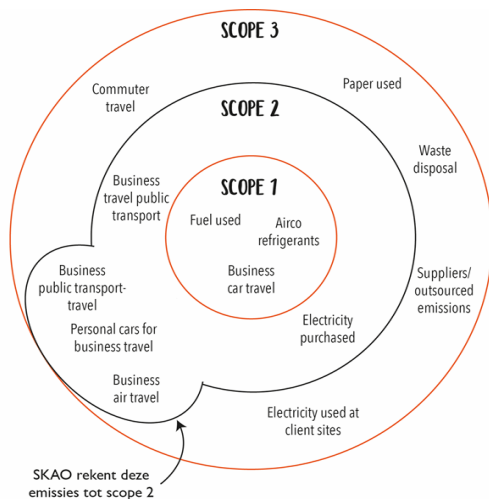 SCOPE 3
Commuter
travel
Paper used
SCOPE 2
Waste
disposal
Business
travel public
transport
SCOPE 1
Fuel used
Airco
refrigerants
Business
car travel
Business
public transport-
travel
Personal cars for
business travel
Business
air travel
Electricity
purchased
Suppliers/
outsourced
emissions
Electricity used at
client sites
SKAO rekent deze
emissies tot scope 2